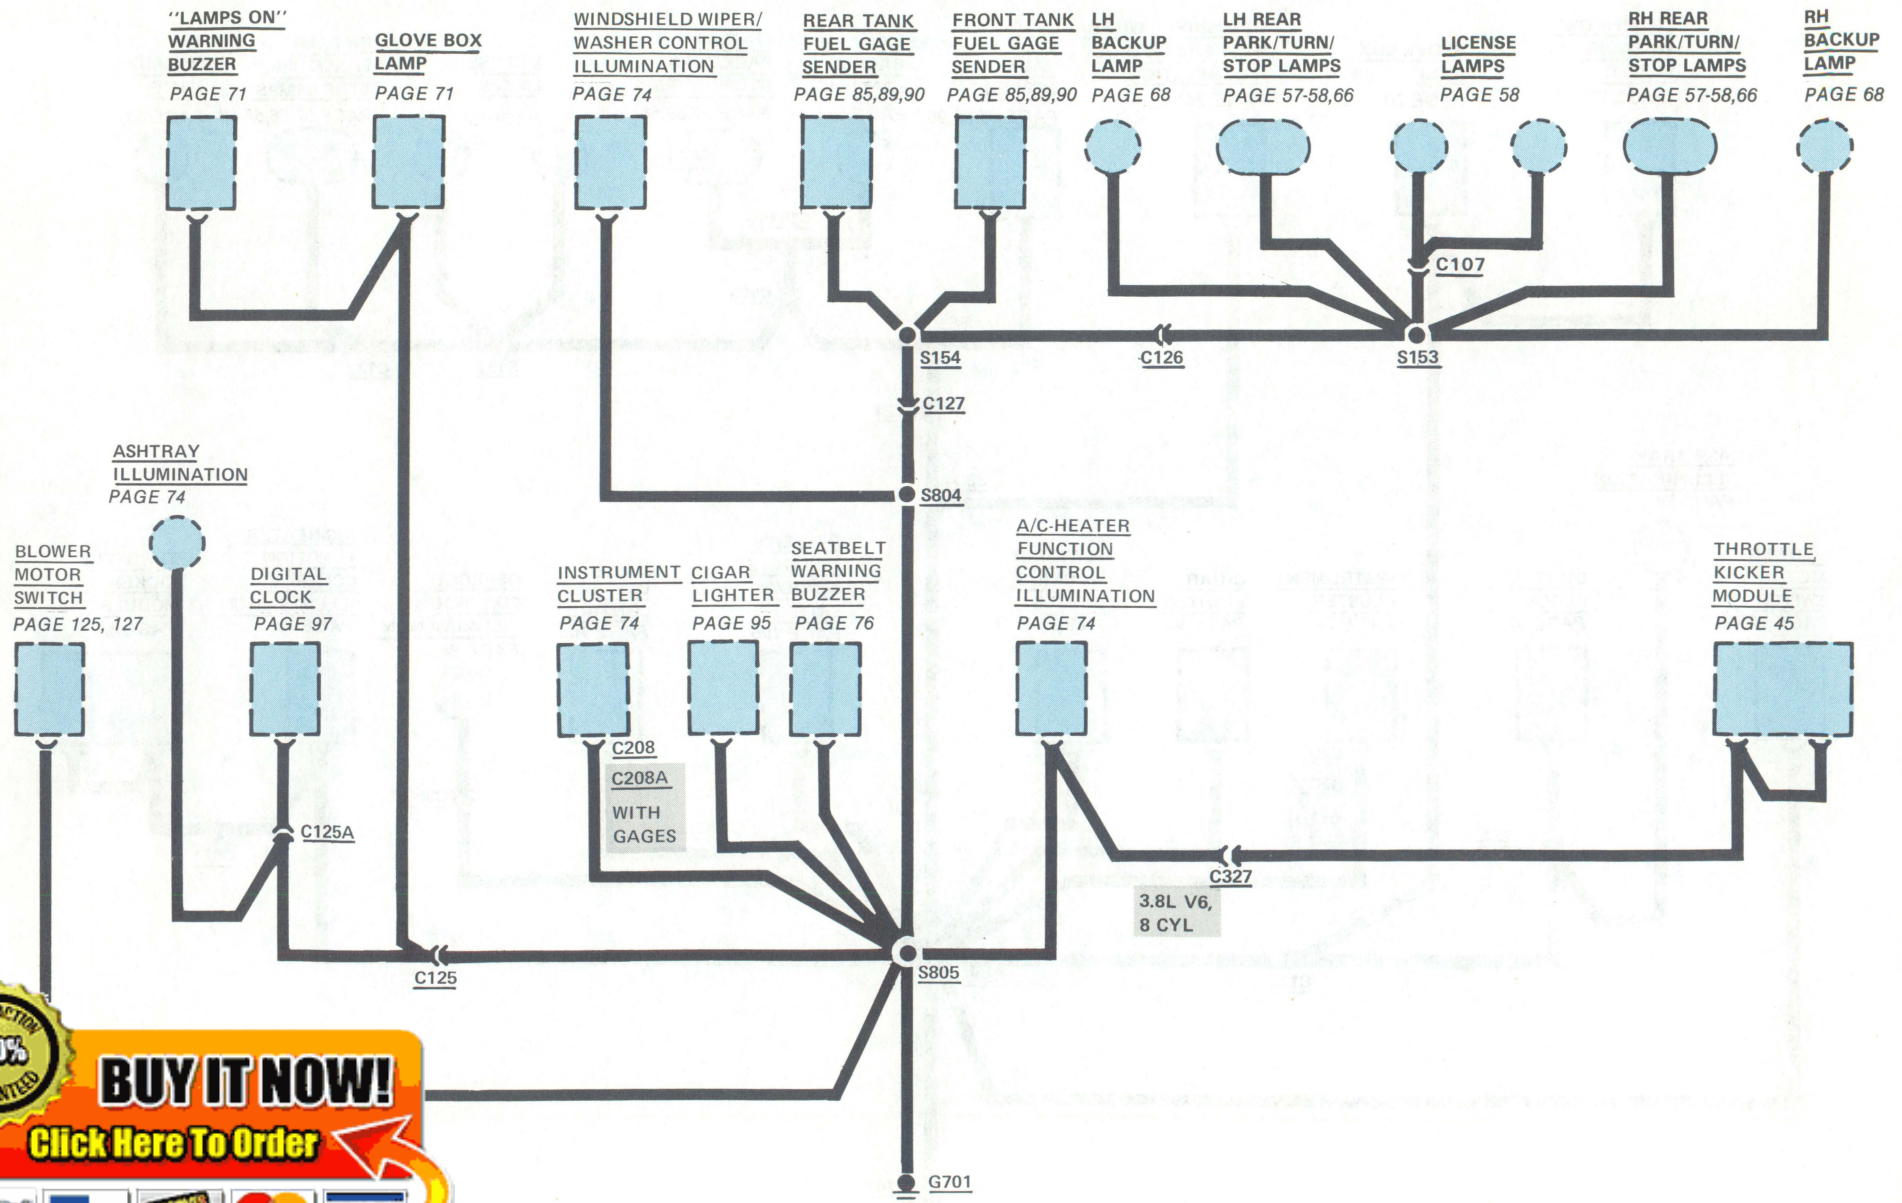 "LAMPS ON"
WARNING
BUZZER
PAGE 71
GLOVE BOX
LAMP
PAGE 71
WINDSHIELD WIPER/
WASHER CONTROL
ILLUMINATION
PAGE 74
REAR TANK
FUEL GAGE
SENDER
PAGE 85,89,90
FRONT TANK
FUEL GAGE
SENDER
PAGE 85,89,90
LH
BACKUP
LAMP
PAGE 68
LH REAR
PARK/TURN/
STOP LAMPS
PAGE 57-58,66
LICENSE
LAMPS
PAGE 58
RH REAR
PARK/TURN/
STOP LAMPS
PAGE 57-58,66
RH
BACKUP
LAMP
PAGE 68
C107
S154
C126
S153
C127
S804
ASHTRAY
ILLUMINATION
PAGE 74
BLOWER
MOTOR
SWITCH
PAGE 125, 127
DIGITAL
CLOCK
PAGE 97
INSTRUMENT
CLUSTER
PAGE 74
CIGAR
LIGHTER
PAGE 95
SEATBELT
WARNING
BUZZER
PAGE 76
A/C-HEATER
FUNCTION
CONTROL
ILLUMINATION
PAGE 74
THROTTLE
KICKER
MODULE
PAGE 45
C208
C208A
WITH
GAGES
C125A
C327
3.8L V6,
8 CYL
C125
S805
BUY IT NOW!
Click Here To Order
G701